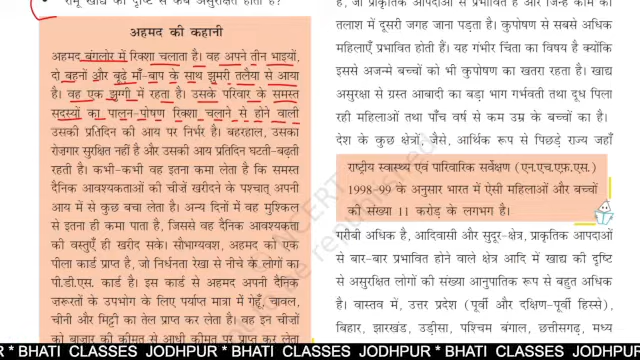 • रामू खाद्य की दृष्टि से कब असुरक्षित होता है?
अहमद की कहानी
अहमद बंगलोर में रिक्शा चलाता है। वह अपने तीन भाइयों,
दो बहनों और बूढ़े माँ-बाप के साथ झुमरी तलैया से आया
है। वह एक झुग्गी में रहता है। उसके परिवार के समस्त
सदस्यों का पालन-पोषण रिक्शा चलाने से होने वाली
उसकी प्रतिदिन की आय पर निर्भर है। बहरहाल, उसका
रोज़गार सुरक्षित नहीं है और उसकी आय प्रतिदिन घटती-बढ़ती
रहती है। कभी-कभी वह इतना कमा लेता है कि समस्त
दैनिक आवश्यकताओं की चीजें खरीदने के पश्चात् अपनी
आय में से कुछ बचा लेता है। अन्य दिनों में वह मुश्किल
से इतना ही कमा पाता है, जिससे वह दैनिक आवश्यकता
की वस्तुएँ ही खरीद सके। सौभाग्यवश, अहमद को एक
पीला कार्ड प्राप्त है, जो निर्धनता रेखा से नीचे के लोगों का
पी.डी.एस. कार्ड है। इस कार्ड से अहमद अपनी दैनिक
ज़रूरतों के उपभोग के लिए पर्याप्त मात्रा में गेहूँ, चावल,
चीनी और मिट्टी का तेल प्राप्त कर लेता है। वह इन चीजों
को बाजार की कीमत से आधी कीमत पर प्राप्त कर लेता
है, जो प्राकृतिक आपदाओं से प्रभावित हैं और जिन्हें काम की
तलाश में दूसरी जगह जाना पड़ता है। कुपोषण से सबसे अधिक
महिलाएँ प्रभावित होती हैं। यह गंभीर चिंता का विषय है क्योंकि
इससे अजन्मे बच्चों को भी कुपोषण का खतरा रहता है। खाद्य
असुरक्षा से ग्रस्त आबादी का बड़ा भाग गर्भवती तथा दूध पिला
रही महिलाओं तथा पाँच वर्ष से कम उम्र के बच्चों का है।
देश के कुछ क्षेत्रों, जैसे, आर्थिक रूप से पिछड़े राज्य जहाँ
राष्ट्रीय स्वास्थ्य एवं पारिवारिक सर्वेक्षण (एन.एच.एफ़.एस.)
1998-99 के अनुसार भारत में ऐसी महिलाओं और बच्चों
की संख्या 11 करोड़ के लगभग है।
गरीबी अधिक है, आदिवासी और सुदूर-क्षेत्र, प्राकृतिक आपदाओं
से बार-बार प्रभावित होने वाले क्षेत्र आदि में खाद्य की दृष्टि
से असुरक्षित लोगों की संख्या आनुपातिक रूप से बहुत अधिक है।
वास्तव में, उत्तर प्रदेश (पूर्वी और दक्षिण-पूर्वी हिस्से),
बिहार, झारखंड, उड़ीसा, पश्चिम बंगाल, छत्तीसगढ़, मध्य
R * BHATI CLASSES JODHPUR * BHATI CLASSES JODHPUR * BHATI CLASSES JODHP